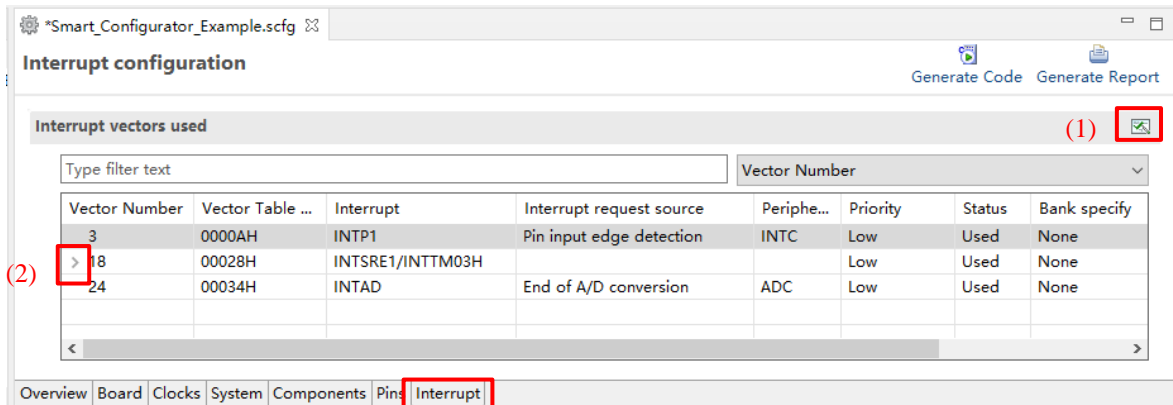 *Smart_Configurator_Example.scfg
Interrupt configuration
Generate Code Generate Report
Interrupt vectors used
(1)
Type filter text Vector Number
Vector Number Vector Table ... Interrupt Interrupt request source Periphe... Priority Status Bank specify
3 0000AH INTP1 Pin input edge detection INTC Low Used None
(2) > 18 00028H INTSRE1/INTTM03H Low Used None
24 00034H INTAD End of A/D conversion ADC Low Used None
Overview Board Clocks System Components Pins Interrupt